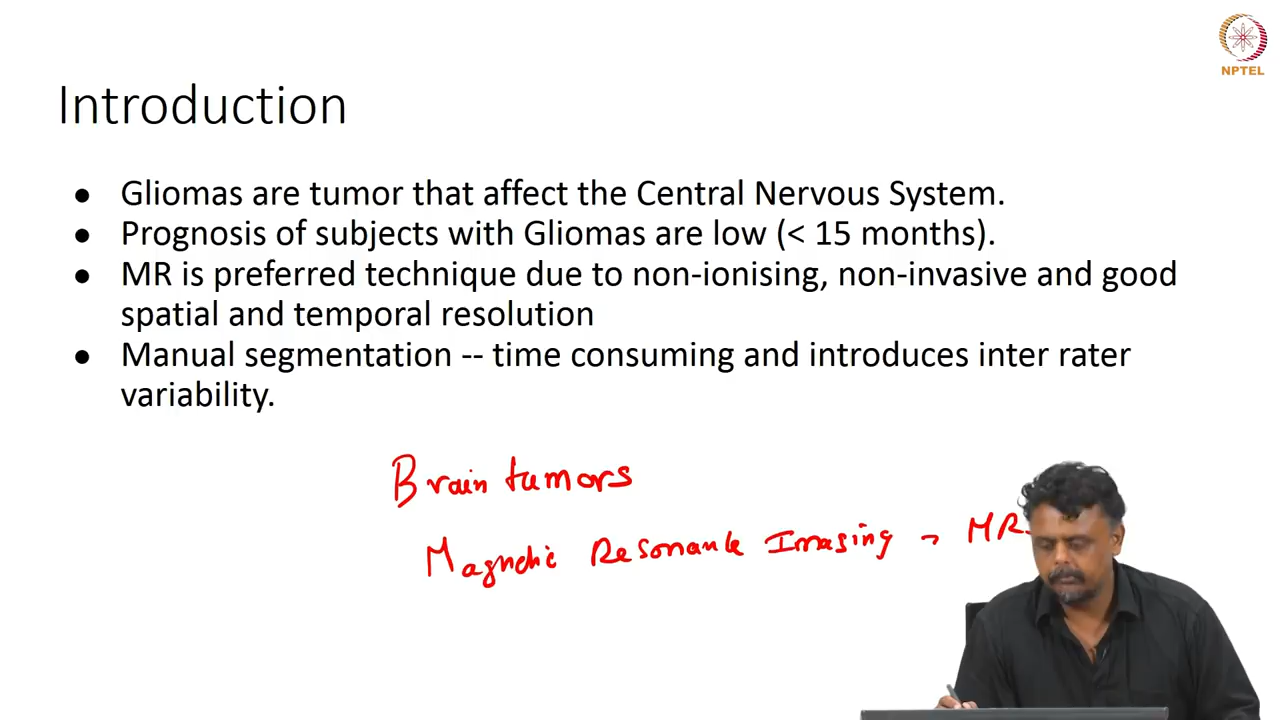 NPTEL
Introduction
● Gliomas are tumor that affect the Central Nervous System.
● Prognosis of subjects with Gliomas are low (< 15 months).
● MR is preferred technique due to non-ionising, non-invasive and good
spatial and temporal resolution
● Manual segmentation -- time consuming and introduces inter rater
variability.
Brain tumors
Magnetic Resonance Imaging → MR